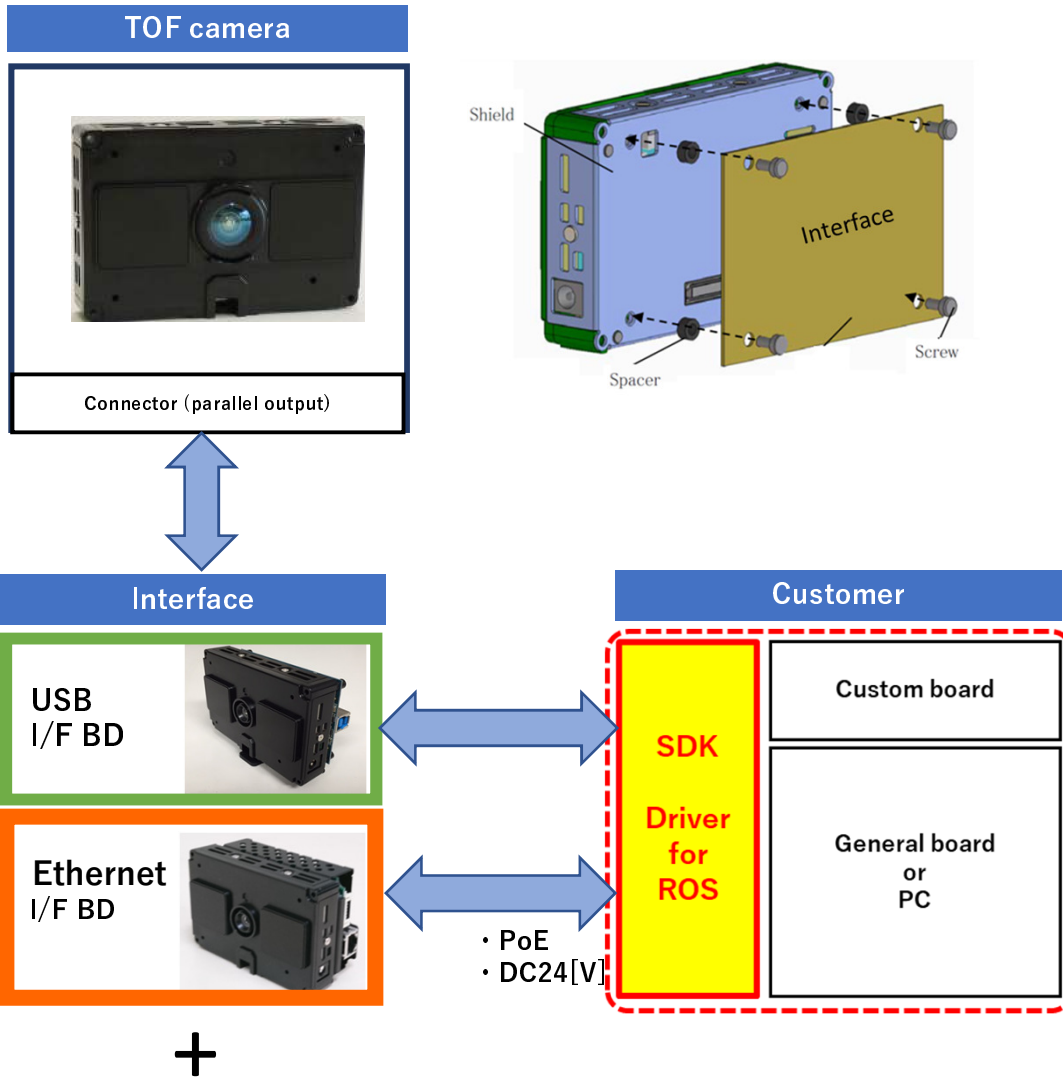 TOF camera
Shield
Interface
Screw
Spacer
Connector (parallel output)
Interface
Customer
USB
I/F BD
Custom board
SDK
Driver
for
ROS
General board
or
PC
Ethernet
I/F BD
・PoE
・DC24[V]
+